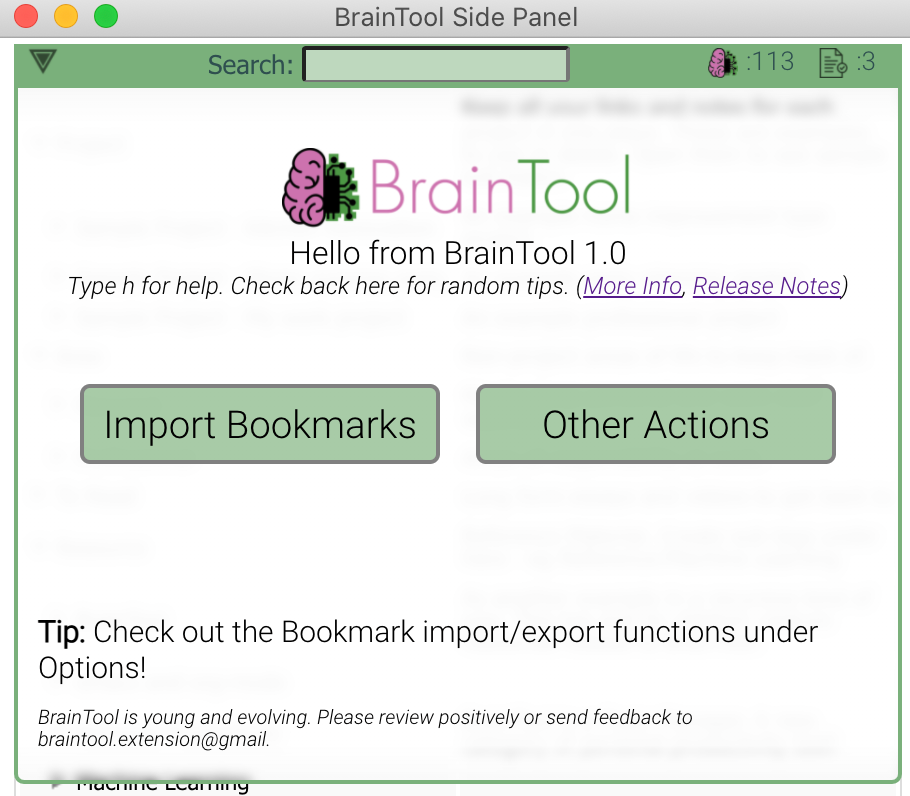 BrainTool Side Panel
Search: :113 :3
BrainTool
Hello from BrainTool 1.0
Type h for help. Check back here for random tips. (More Info, Release Notes)
Import Bookmarks Other Actions
Tip: Check out the Bookmark import/export functions under
Options!
BrainTool is young and evolving. Please review positively or send feedback to
braintool.extension@gmail.
Machine Learning